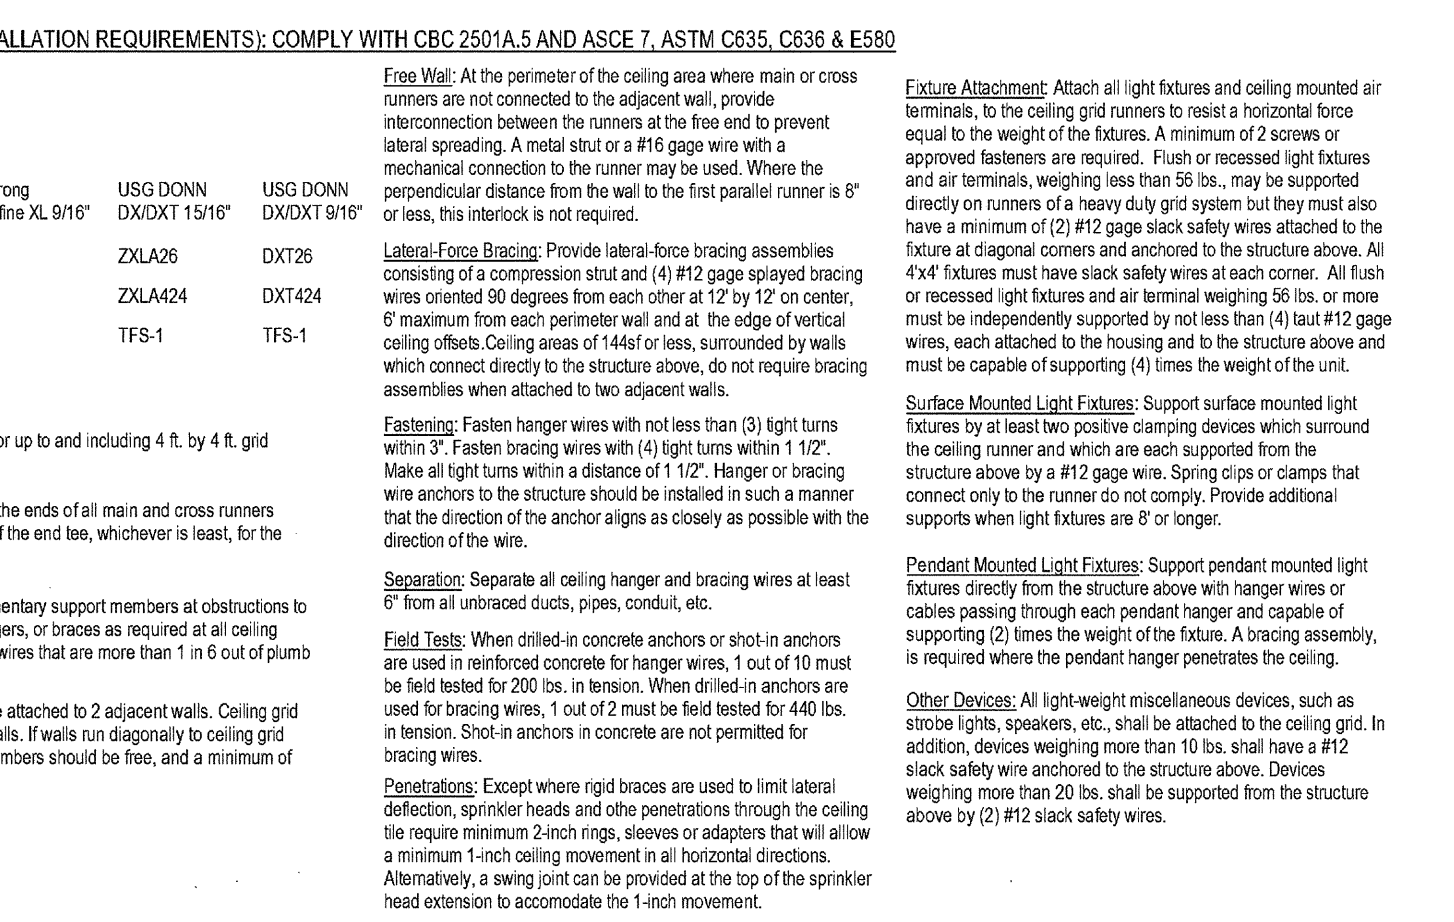 ALLATION REQUIREMENTS): COMPLY WITH CBC 2501A.5 AND ASCE 7, ASTM C635, C636 & E580
USG DONN USG DONN
fine XL 9/16" DX/DXT 15/16" DX/DXT 9/16"
ZXLA26 DXT26
ZXLA424 DXT424
TFS-1 TFS-1
or up to and including 4 ft. by 4 ft. grid
the ends of all main and cross runners
f the end tee, whichever is least, for the
entary support members at obstructions to
gers, or braces as required at all ceiling
wires that are more than 1 in 6 out of plumb
e attached to 2 adjacent walls. Ceiling grid
alls. If walls run diagonally to ceiling grid
mbers should be free, and a minimum of
Free Wall: At the perimeter of the ceiling area where main or cross
runners are not connected to the adjacent wall, provide
interconnection between the runners at the free end to prevent
lateral spreading. A metal strut or a #16 gage wire with a
mechanical connection to the runner may be used. Where the
perpendicular distance from the wall to the first parallel runner is 8"
or less, this interlock is not required.
Lateral-Force Bracing: Provide lateral-force bracing assemblies
consisting of a compression strut and (4) #12 gage splayed bracing
wires oriented 90 degrees from each other at 12' by 12' on center,
6' maximum from each perimeter wall and at the edge of vertical
ceiling offsets.Ceiling areas of 144sf or less, surrounded by walls
which connect directly to the structure above, do not require bracing
assemblies when attached to two adjacent walls.
Fastening: Fasten hanger wires with not less than (3) tight turns
within 3". Fasten bracing wires with (4) tight turns within 1 1/2".
Make all tight turns within a distance of 1 1/2". Hanger or bracing
wire anchors to the structure should be installed in such a manner
that the direction of the anchor aligns as closely as possible with the
direction of the wire.
Separation: Separate all ceiling hanger and bracing wires at least
6" from all unbraced ducts, pipes, conduit, etc.
Field Tests: When drilled-in concrete anchors or shot-in anchors
are used in reinforced concrete for hanger wires, 1 out of 10 must
be field tested for 200 lbs. in tension. When drilled-in anchors are
used for bracing wires, 1 out of 2 must be field tested for 440 lbs.
in tension. Shot-in anchors in concrete are not permitted for
bracing wires.
Penetrations: Except where rigid braces are used to limit lateral
deflection, sprinkler heads and othe penetrations through the ceiling
tile require minimum 2-inch rings, sleeves or adapters that will alllow
a minimum 1-inch ceiling movement in all horizontal directions.
Alternatively, a swing joint can be provided at the top of the sprinkler
head extension to accomodate the 1-inch movement.
Fixture Attachment: Attach all light fixtures and ceiling mounted air
terminals, to the ceiling grid runners to resist a horizontal force
equal to the weight of the fixtures. A minimum of 2 screws or
approved fasteners are required. Flush or recessed light fixtures
and air terminals, weighing less than 56 lbs., may be supported
directly on runners of a heavy duty grid system but they must also
have a minimum of (2) #12 gage slack safety wires attached to the
fixture at diagonal corners and anchored to the structure above. All
4'x4' fixtures must have slack safety wires at each corner. All flush
or recessed light fixtures and air terminal weighing 56 lbs. or more
must be independently supported by not less than (4) taut #12 gage
wires, each attached to the housing and to the structure above and
must be capable of supporting (4) times the weight of the unit.
Surface Mounted Light Fixtures: Support surface mounted light
fixtures by at least two positive clamping devices which surround
the ceiling runner and which are each supported from the
structure above by a #12 gage wire. Spring clips or clamps that
connect only to the runner do not comply. Provide additional
supports when light fixtures are 8' or longer.
Pendant Mounted Light Fixtures: Support pendant mounted light
fixtures directly from the structure above with hanger wires or
cables passing through each pendant hanger and capable of
supporting (2) times the weight of the fixture. A bracing assembly,
is required where the pendant hanger penetrates the ceiling.
Other Devices: All light-weight miscellaneous devices, such as
strobe lights, speakers, etc., shall be attached to the ceiling grid. In
addition, devices weighing more than 10 lbs. shall have a #12
slack safety wire anchored to the structure above. Devices
weighing more than 20 lbs. shall be supported from the structure
above by (2) #12 slack safety wires.